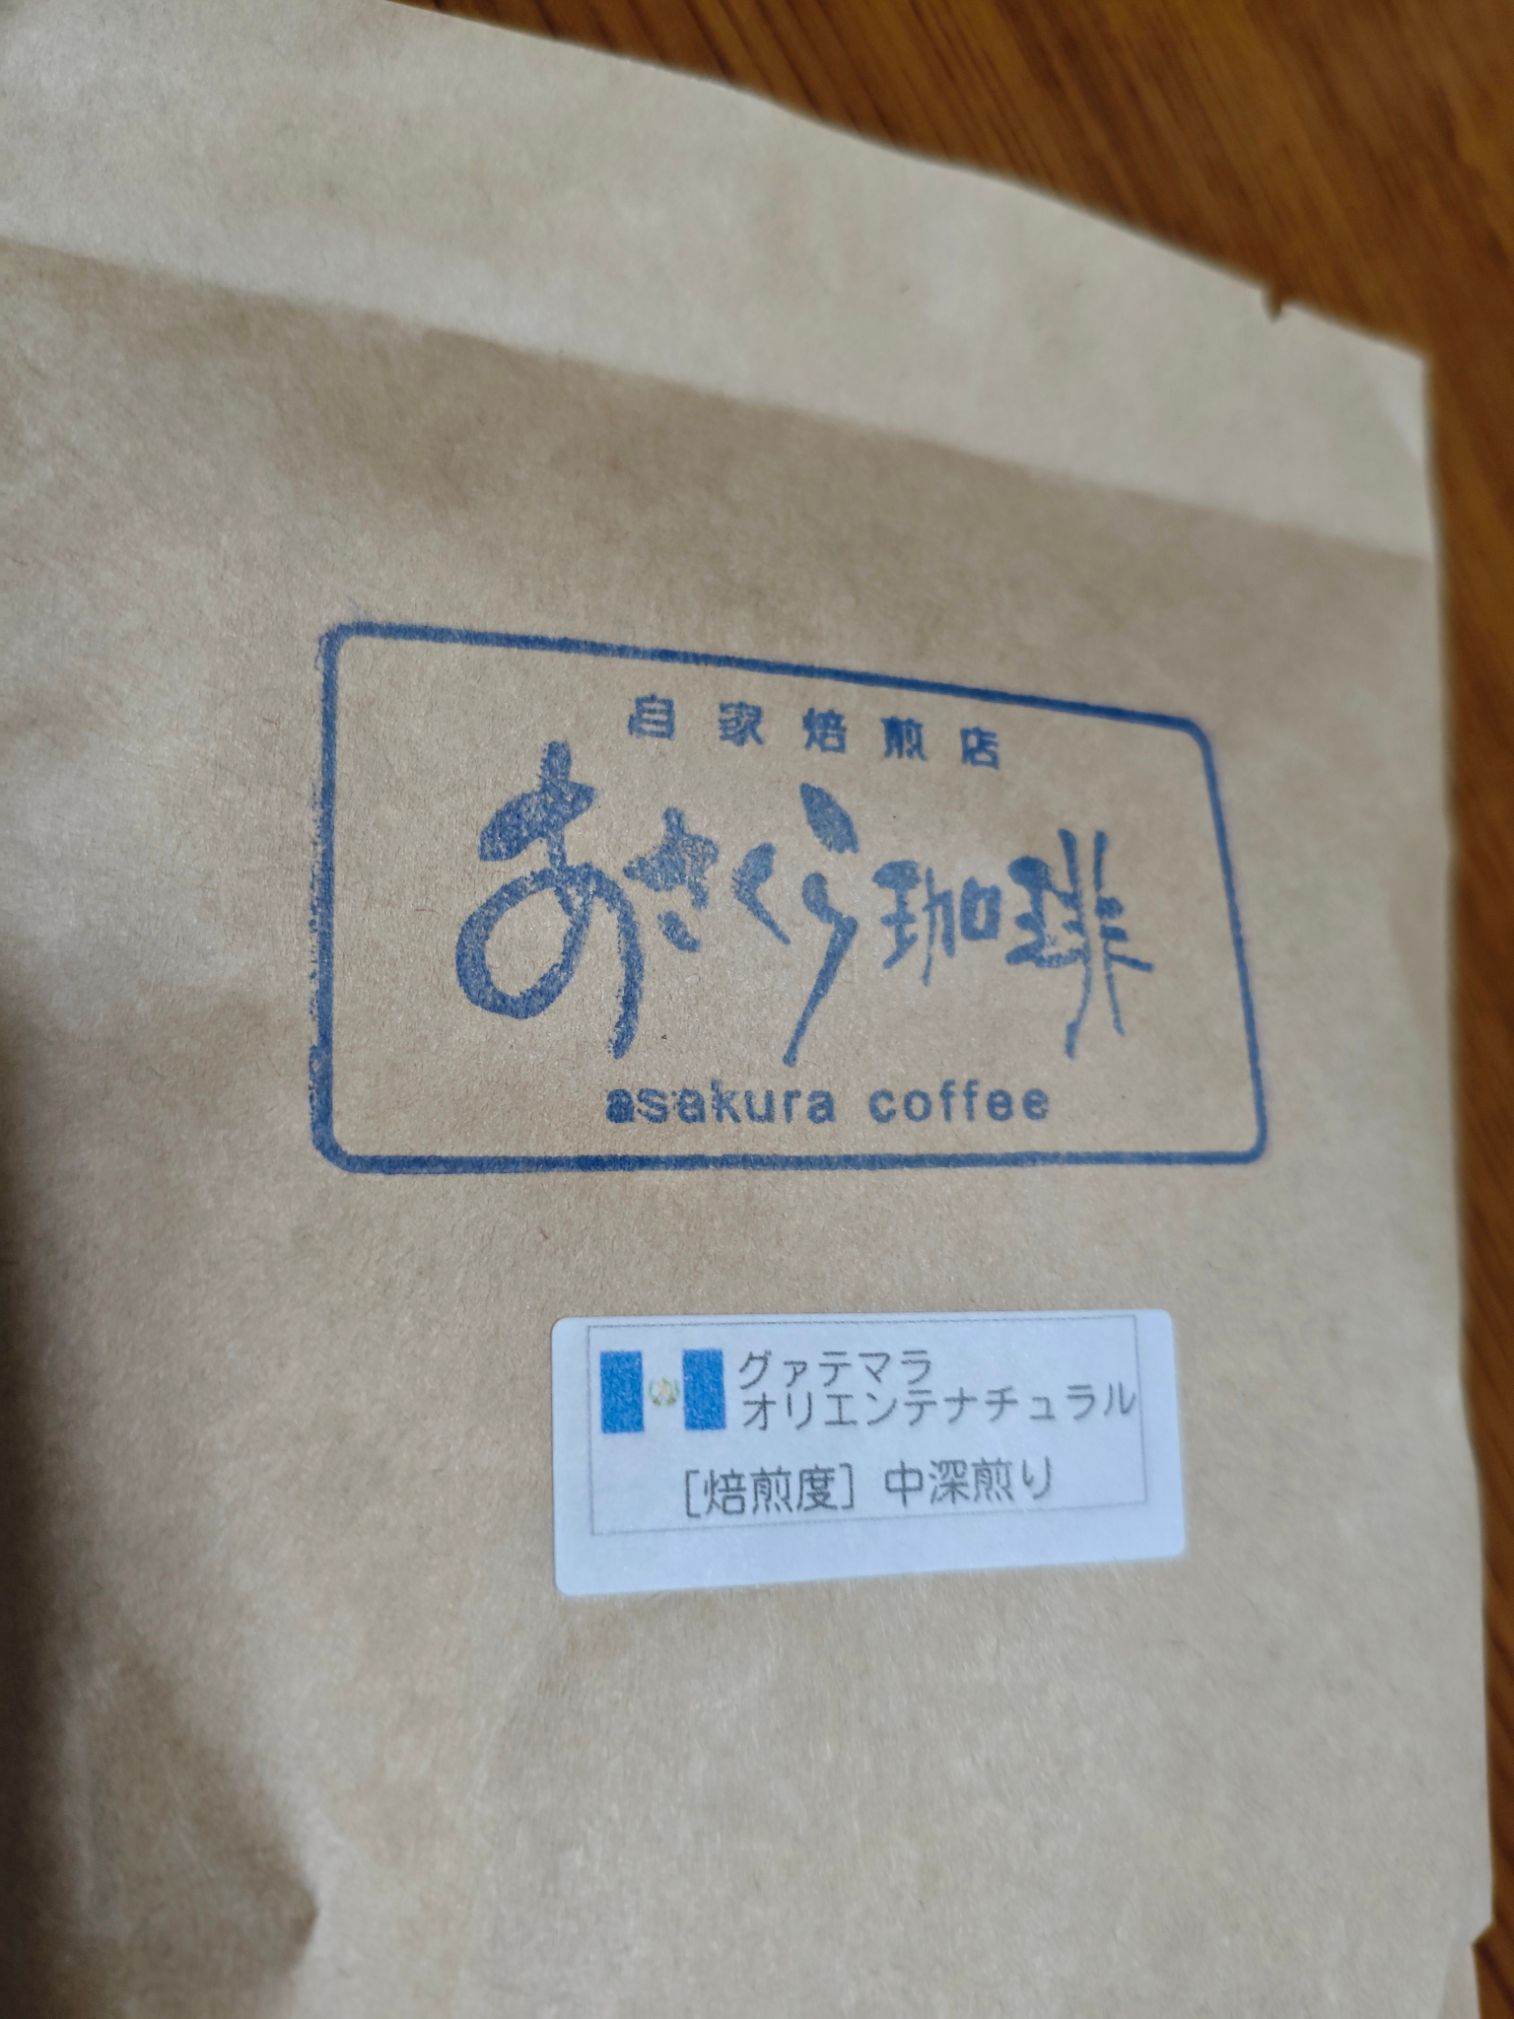 自家焙煎店
あさくら珈琲
asakura coffee
グァテマラ
オリエンテナチュラル
[焙煎度] 中深煎り